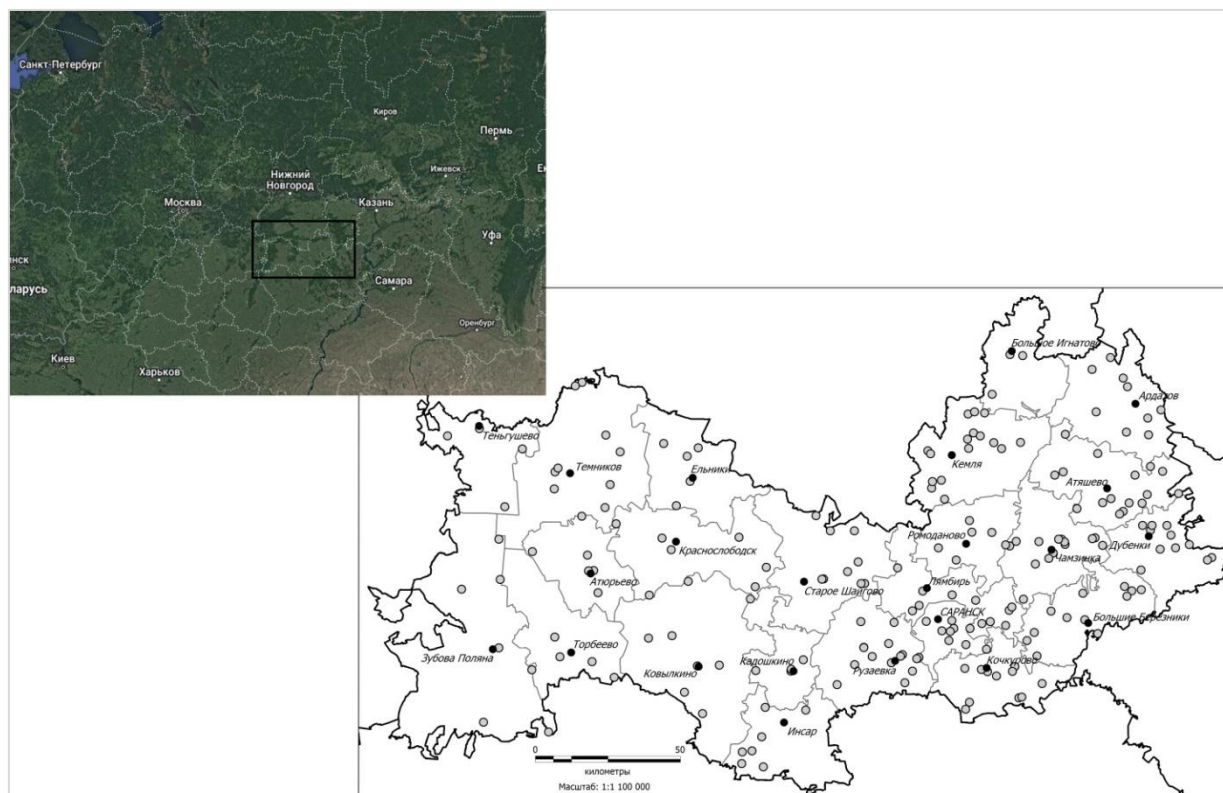 Санкт-Петербург
Киров
Пермь
Ижевск
Нижний
Новгород
Москва
Казань
Уфа
нск
Самара
ларусь
Оренбург
Киев
Харьков
Большое Игнатово
Ардатов
Теньгушево
Темников
Ельники
Кемля
Атяшево
Ромоданово
Дубенки
Краснослободск
Чамзинка
Атюрьево
Старое Шайгово
Лямбирь
САРАНСК
Большие Березники
Зубова Поляна
Торбеево
Ковылкино
Кадошкино
Рузаевка
Кочкурово
Инсар
0 50
километры
Масштаб: 1:1 100 000